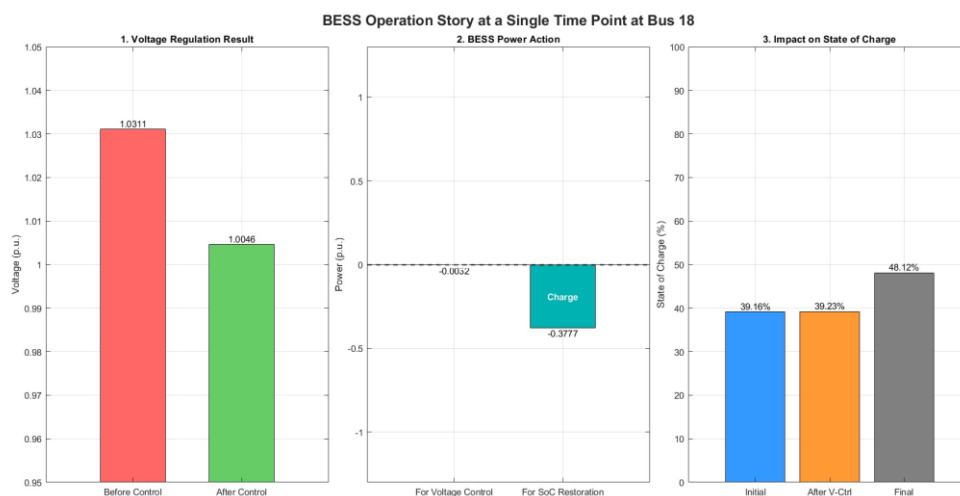 BESS Operation Story at a Single Time Point at Bus 18
1. Voltage Regulation Result
Voltage (p.u.)
1.05
1.04
1.03
1.02
1.01
1
0.99
0.98
0.97
0.96
0.95
1.0311
1.0046
Before Control
After Control
2. BESS Power Action
Power (p.u.)
1
0.5
0
-0.5
-1
-0.0032
Charge
-0.3777
For Voltage Control
For SoC Restoration
3. Impact on State of Charge
State of Charge (%)
100
90
80
70
60
50
40
30
20
10
0
39.16%
39.23%
48.12%
Initial
After V-Ctrl
Final